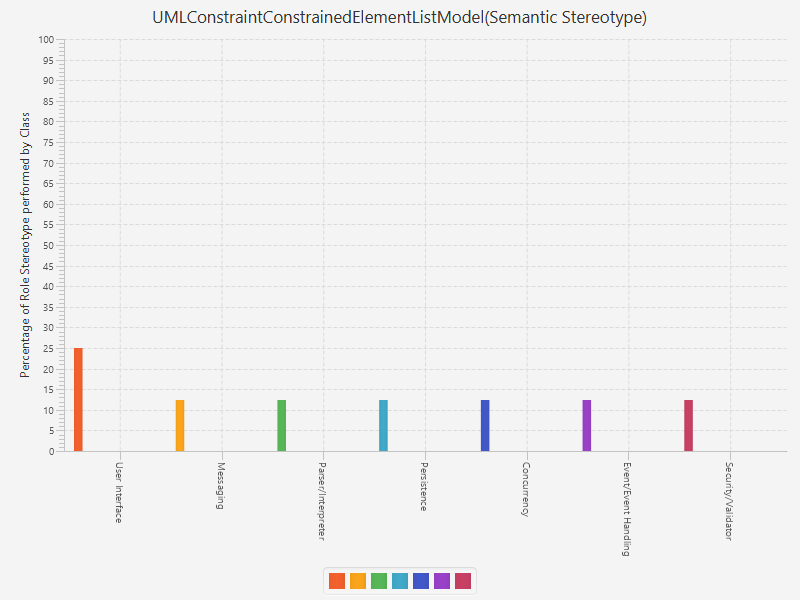 UMLConstraintConstrainedElementListModel(Semantic Stereotype)
Percentage of Role Stereotype performed by Class
100
95
90
85
80
75
70
65
60
55
50
45
40
35
30
25
20
15
10
5
0
User Interface
Messaging
Parser/Interpreter
Persistence
Concurrency
Event/Event Handling
Security/Validator